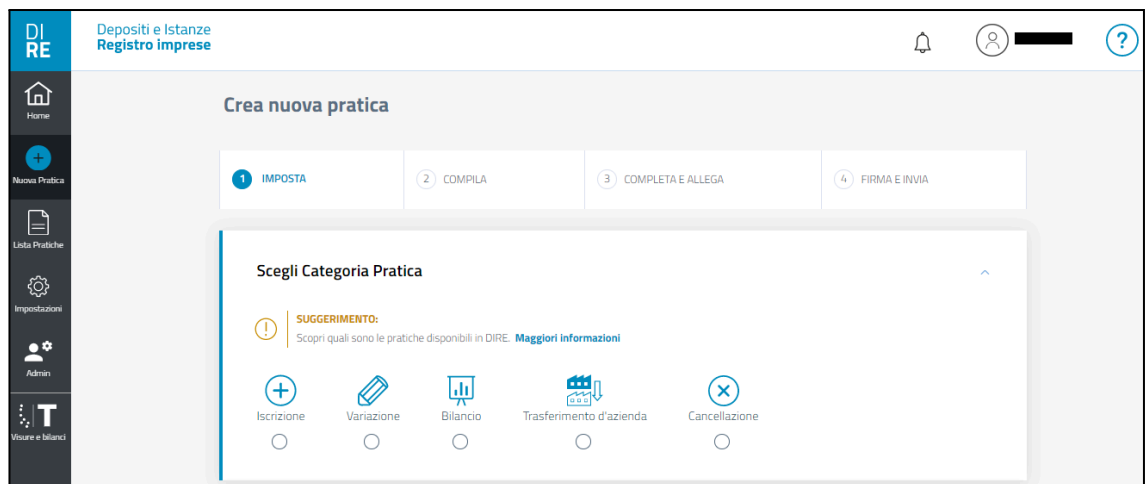 DI
RE
Depositi e Istanze
Registro imprese
?
Home
Nuova Pratica
Lista Pratiche
Impostazioni
Admin
T
Visure e bilanci
Crea nuova pratica
1 IMPOSTA
2 COMPILA
3 COMPLETA E ALLEGA
4 FIRMA E INVIA
Scegli Categoria Pratica
SUGGERIMENTO:
Scopri quali sono le pratiche disponibili in DIRE. Maggiori informazioni
Iscrizione
Variazione
Bilancio
Trasferimento d'azienda
Cancellazione